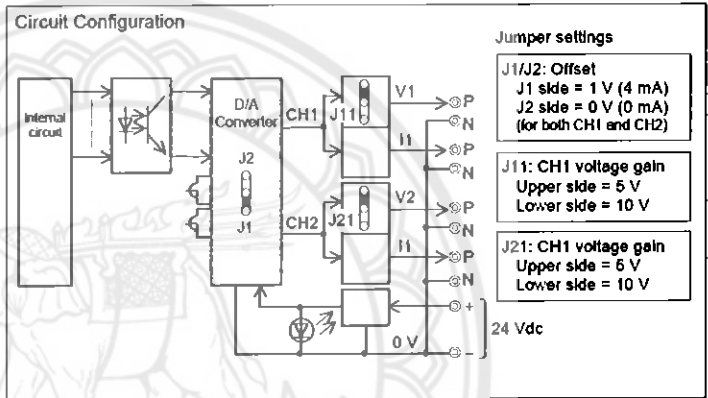 Circuit Configuration
Jumper settings
Internal
circuit
D/A
Converter
J2
J1
CH1
CH2
J11
J21
V1
I1
V2
I1
P
N
P
N
P
N
P
N
+
0 V
-
24 Vdc
J1/J2: Offset
J1 side = 1 V (4 mA)
J2 side = 0 V (0 mA)
(for both CH1 and CH2)
J11: CH1 voltage gain
Upper side = 5 V
Lower side = 10 V
J21: CH1 voltage gain
Upper side = 5 V
Lower side = 10 V